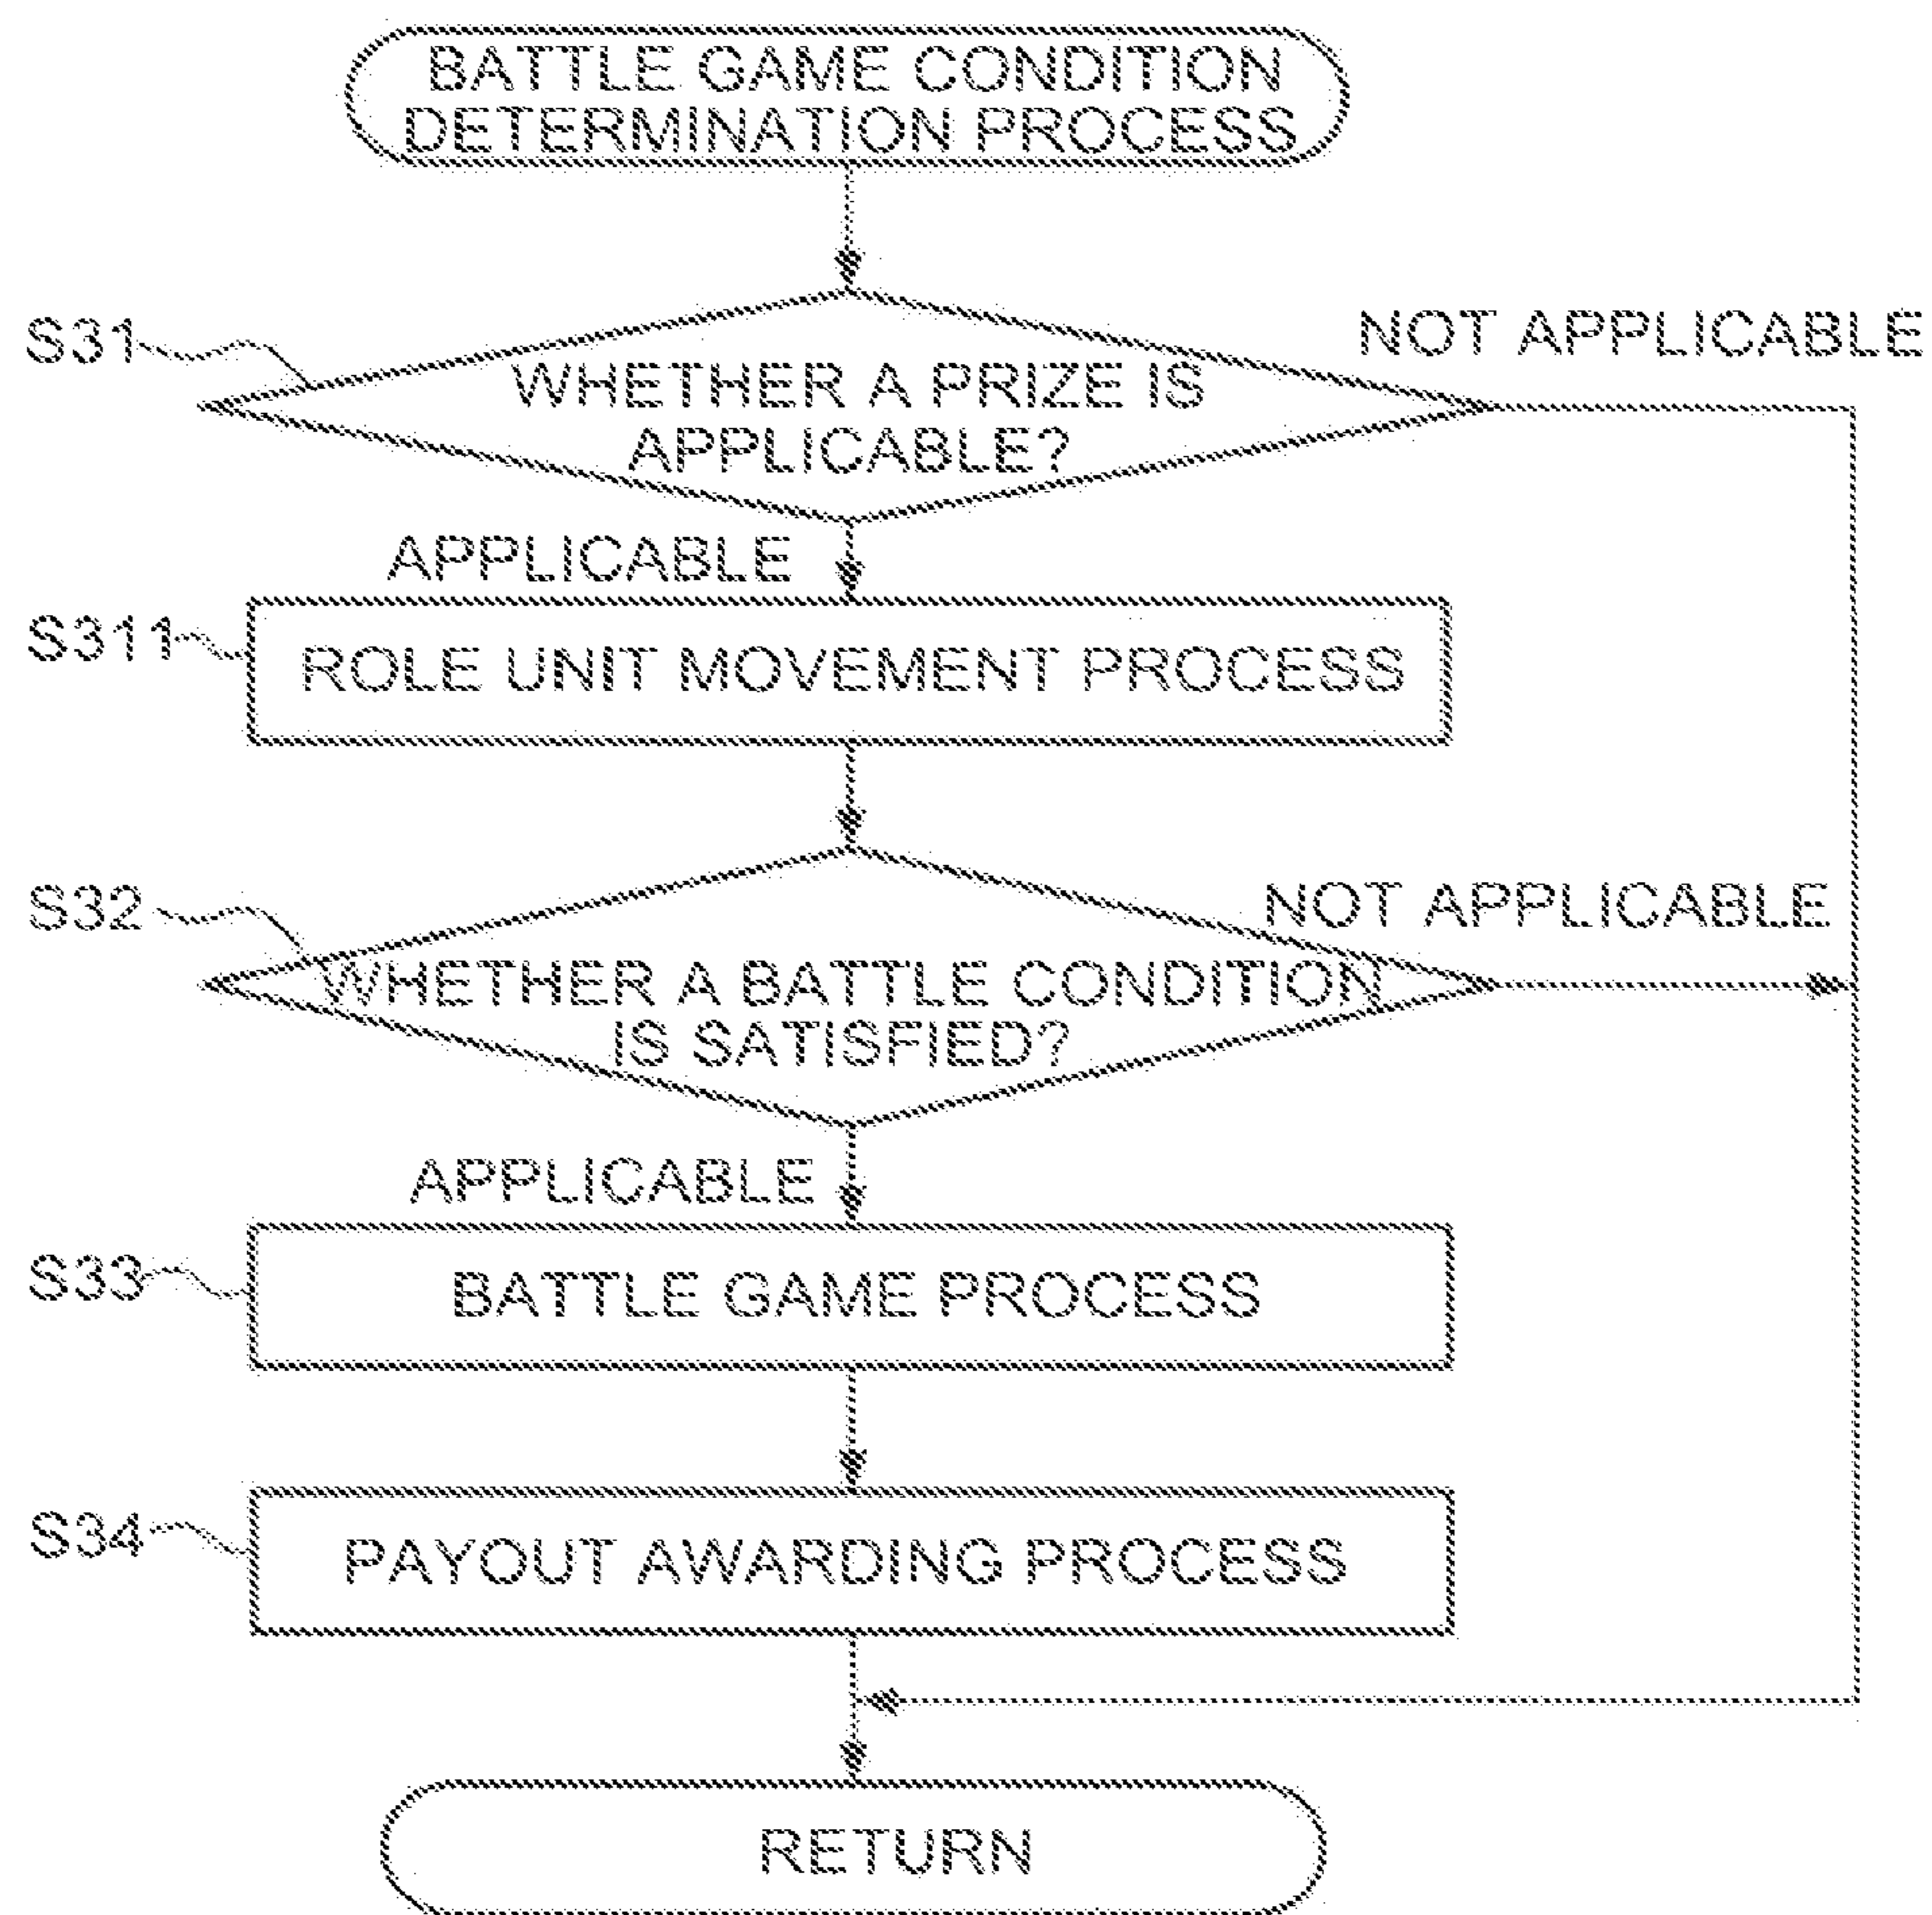 BATTLE GAME CONDITION
DETERMINATION PROCESS
S31
NOT APPLICABLE
WHETHER A PRIZE IS
APPLICABLE?
APPLICABLE
S311
ROLE UNIT MOVEMENT PROCESS
S32
NOT APPLICABLE
WHETHER A BATTLE CONDITION
IS SATISFIED?
APPLICABLE
S33
BATTLE GAME PROCESS
S34
PAYOUT AWARDING PROCESS
RETURN